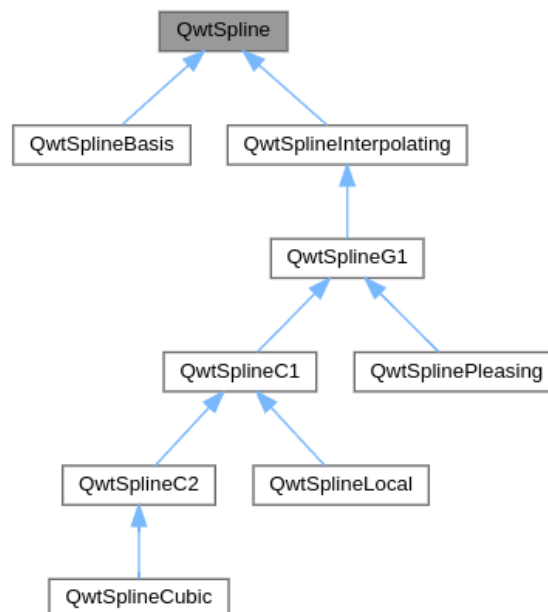 QwtSpline
QwtSplineBasis
QwtSplineInterpolating
QwtSplineG1
QwtSplineC1
QwtSplinePleasing
QwtSplineC2
QwtSplineLocal
QwtSplineCubic